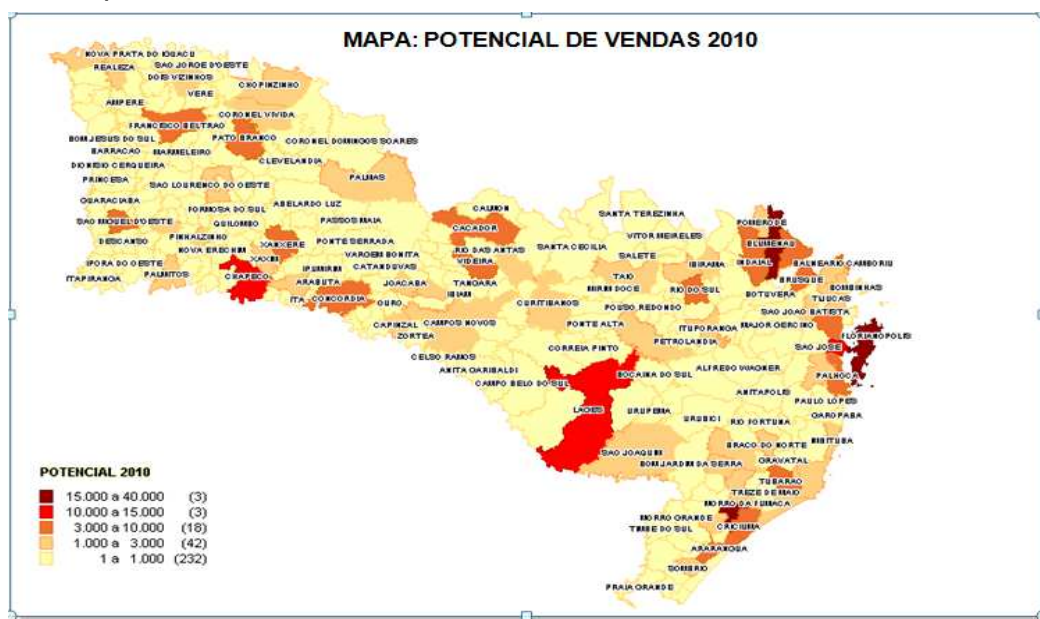 MAPA: POTENCIAL DE VENDAS 2010
NOVA PRATA DO IGUACU
SAO JORGE D'OESTE
REALEZA
DOIS VIZINHOS
CHOPINZINHO
VERE
AMPERE
CORONEL VIVIDA
FRANCISCO BELTRAO
PATO BRANCO
BOM JESUS DO SUL
CORONEL DOMINGOS SOARES
BARRACAO
MARMELEIRO
CLEVELANDIA
DIONISIO CERQUEIRA
PALMAS
PRINCESA
SAO LOURENCO DO OESTE
GUARACIABA
ABELARDO LUZ
FORMOSA DO SUL
CALMON
SANTA TEREZINHA
SAO MIGUEL D'OESTE
QUILOMBO
PASSOS MAIA
POMERODE
CACADOR
VITOR MEIRELES
DESCANSO
PINHALZINHO
XANXERE
PONTE SERRADA
RIO DAS ANTAS
SANTA CECILIA
BLUMENAU
NOVA ERECHIM
VARGEM BONITA
SALETE
IPORA DO OESTE
XAXIM
CATANDUVAS
VIDEIRA
IBIRAMA
INDAIAL
BALNEARIO CAMBORIU
ITAPIRANGA
PALMITOS
CHAPECO
IPUMIRIM
TAIO
BRUSQUE
ARABUTA
JOACABA
TANGARA
MIRIM DOCE
RIO DO SUL
BOMBINHAS
ITA
CONCORDIA
OURO
IBIAM
CURITIBANOS
POUSO REDONDO
BOTUVERA
TIJUCAS
SAO JOAO BATISTA
CAPINZAL
CAMPOS NOVOS
PONTE ALTA
ITUPORANGA
MAJOR GERCINO
FLORIANOPOLIS
ZORTEA
PETROLANDIA
SAO JOSE
CELSO RAMOS
CORREIA PINTO
ANITA GARIBALDI
BOCAINA DO SUL
ALFREDO WAGNER
PALHOCA
CAMPO BELO DO SUL
ANITAPOLIS
PAULO LOPES
LAGES
URUPEMA
URUBICI
RIO FORTUNA
GAROPABA
BRACO DO NORTE
IMBITUBA
SAO JOAQUIM
GRAVATAL
BOM JARDIM DA SERRA
TUBARAO
TREZE DE MAIO
MORRO DA FUMACA
MORRO GRANDE
TIMBE DO SUL
CRICIUMA
ARARANGUA
SOMBRIO
PRAIA GRANDE
POTENCIAL 2010
15.000 a 40.000 (3)
10.000 a 15.000 (3)
3.000 a 10.000 (18)
1.000 a 3.000 (42)
1 a 1.000 (232)